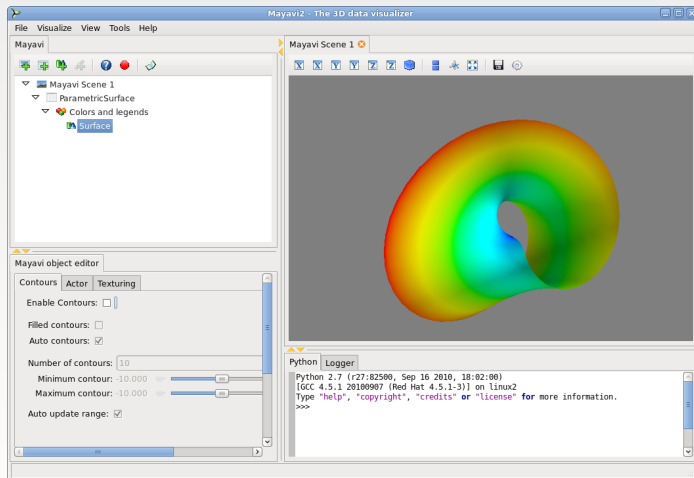 Mayavi2 - The 3D data visualizer
File Visualize View Tools Help
Mayavi
Mayavi Scene 1
ParametricSurface
Colors and legends
Surface
Mayavi object editor
Contours Actor Texturing
Enable Contours:
Filled contours:
Auto contours:
Number of contours: 10
Minimum contour: -10.000
Maximum contour: -10.000
Auto update range:
Mayavi Scene 1
X X Y Y Z Z
Python Logger
Python 2.7 (r27:82500, Sep 16 2010, 18:02:00)
[GCC 4.5.1 20100907 (Red Hat 4.5.1-3)] on linux2
Type "help", "copyright", "credits" or "license" for more information.
>>>